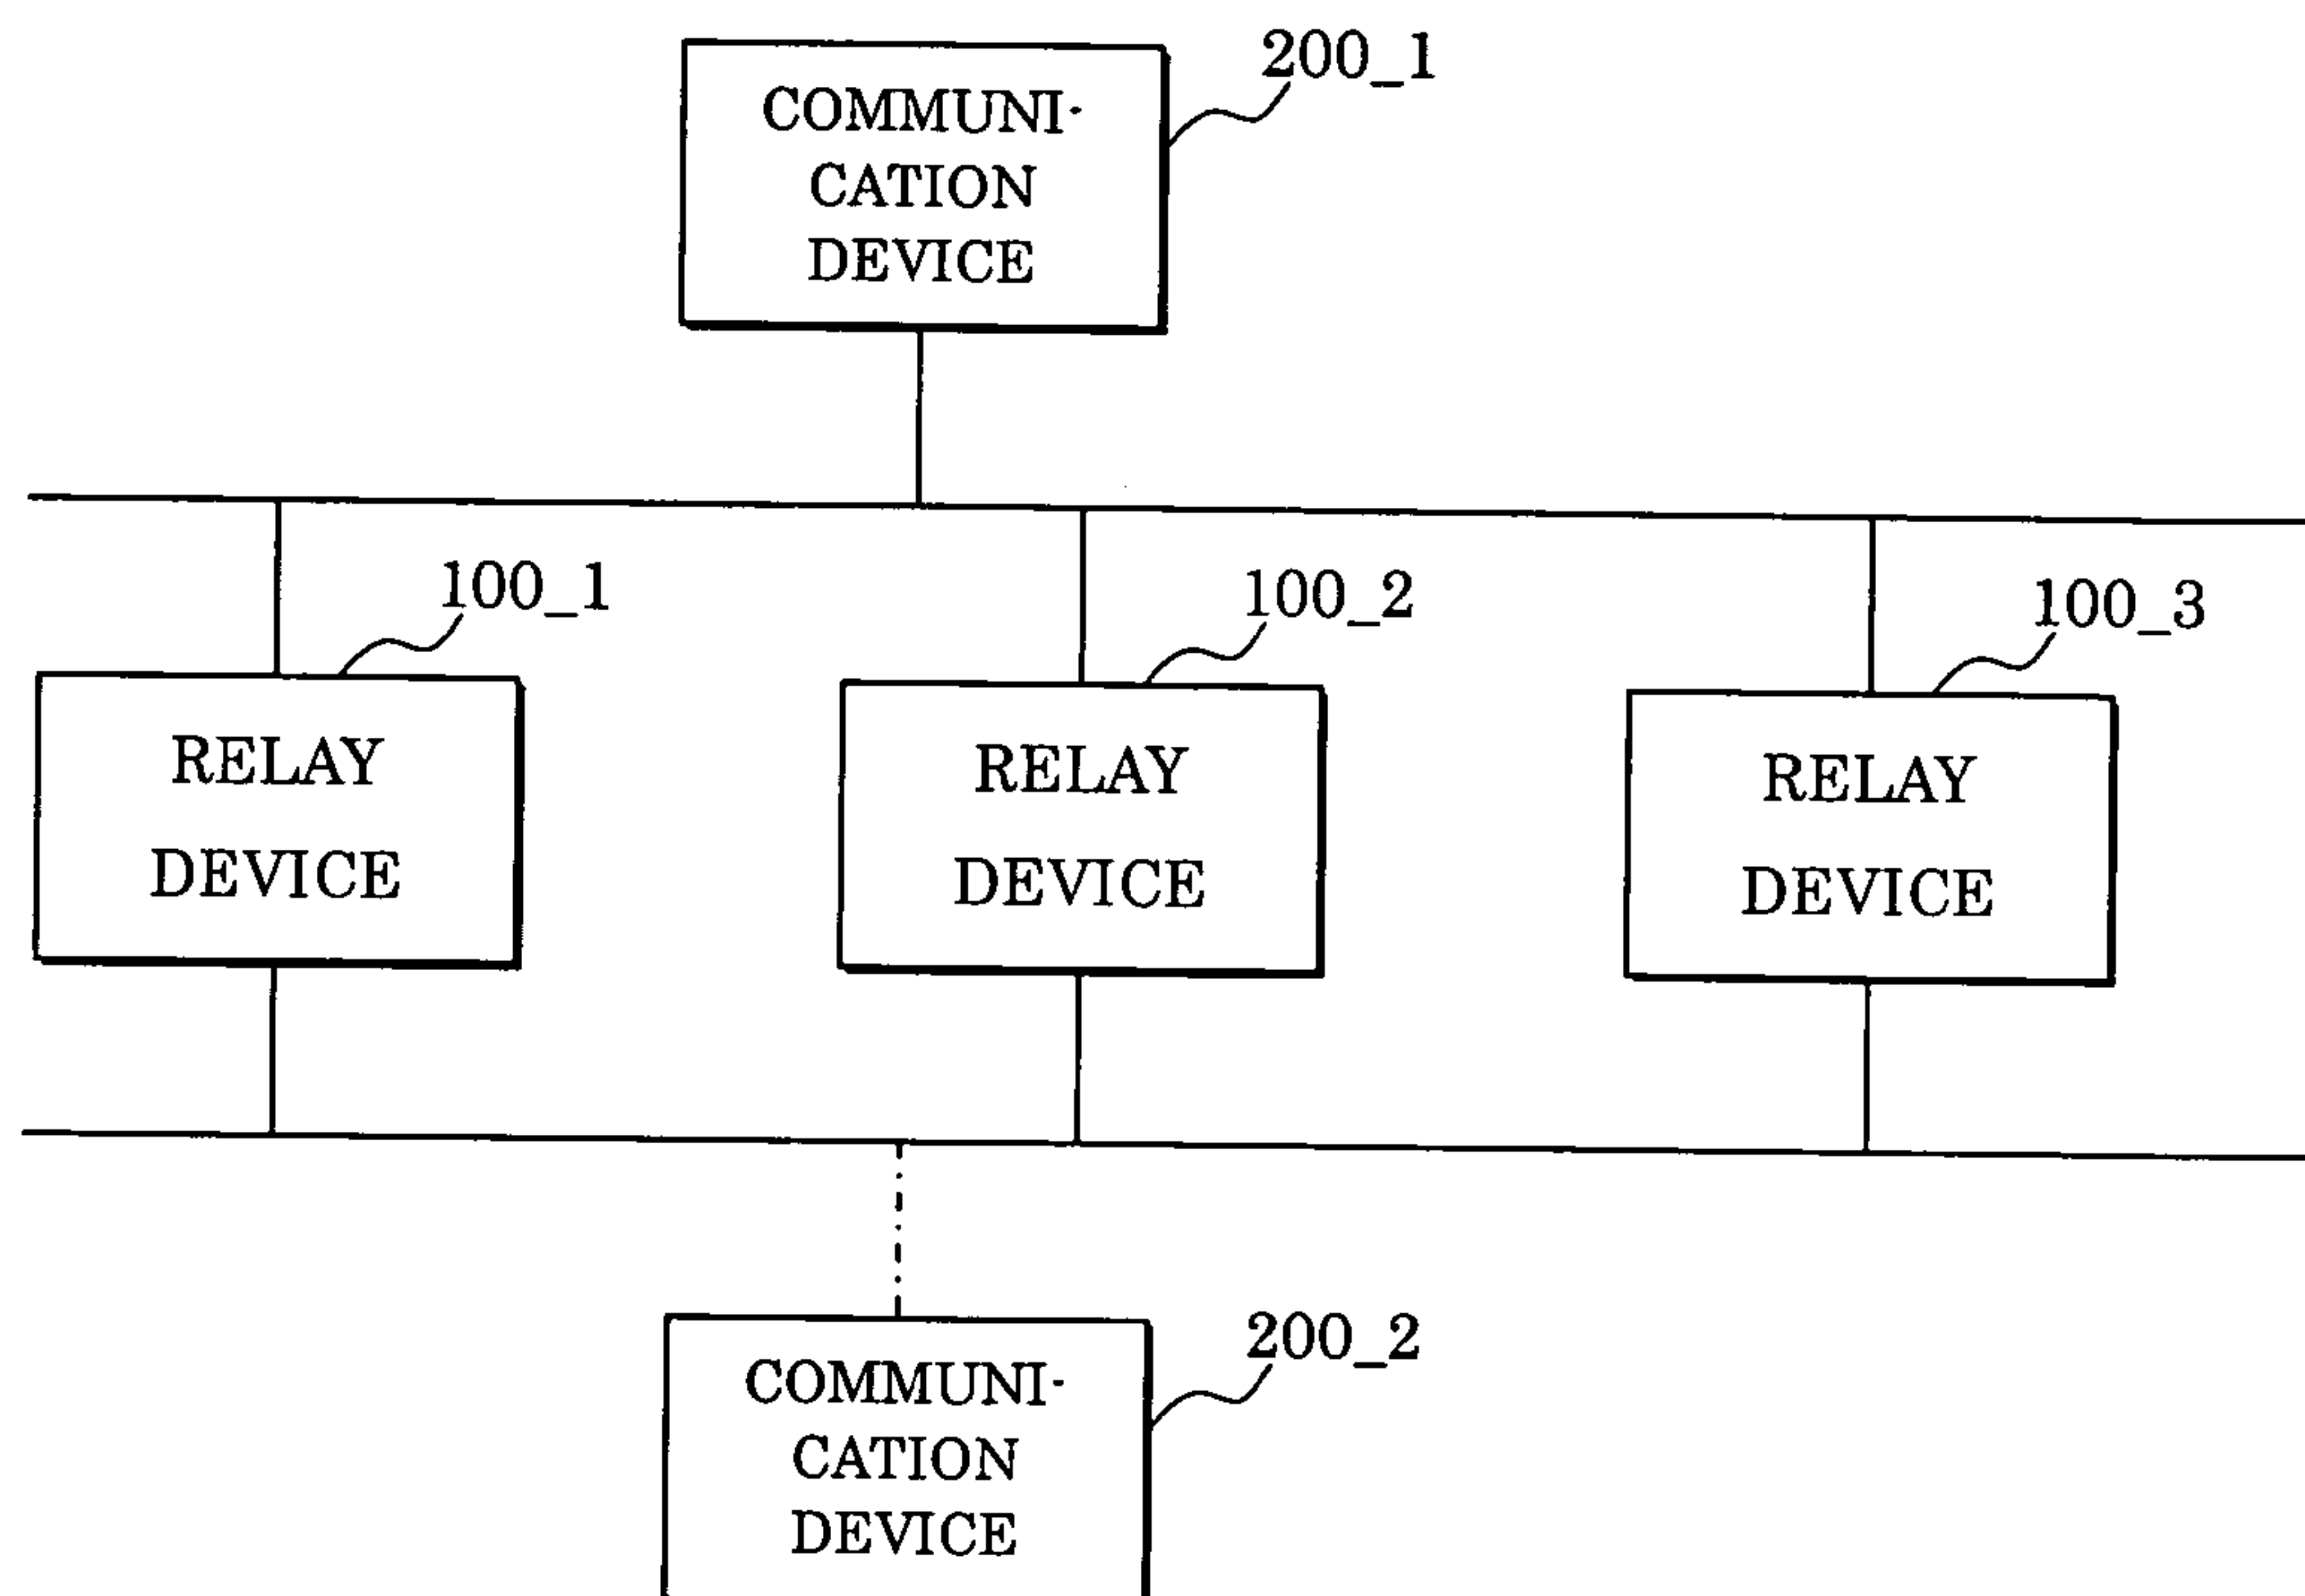 200_1
COMMUNI-
CATION
DEVICE
100_1
100_2
100_3
RELAY
DEVICE
RELAY
DEVICE
RELAY
DEVICE
200_2
COMMUNI-
CATION
DEVICE